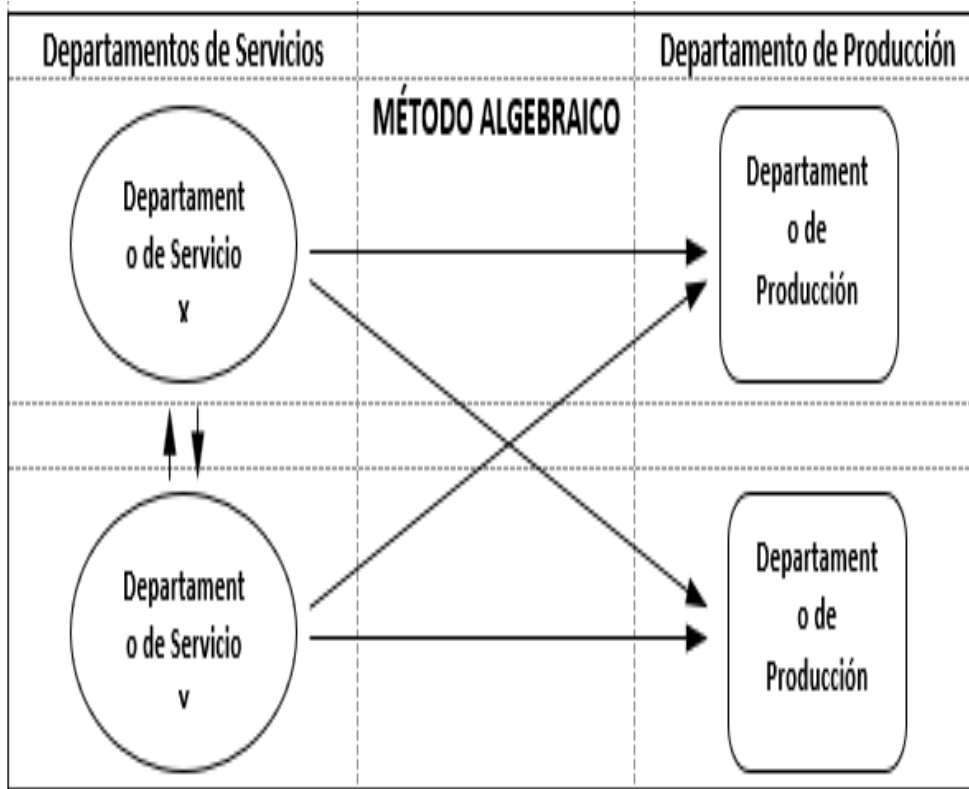 Departamentos de Servicios
Departamento de Producción
MÉTODO ALGEBRAICO
Departament
o de Servicio
X
Departament
o de
Producción
Departament
o de Servicio
Y
Departament
o de
Producción